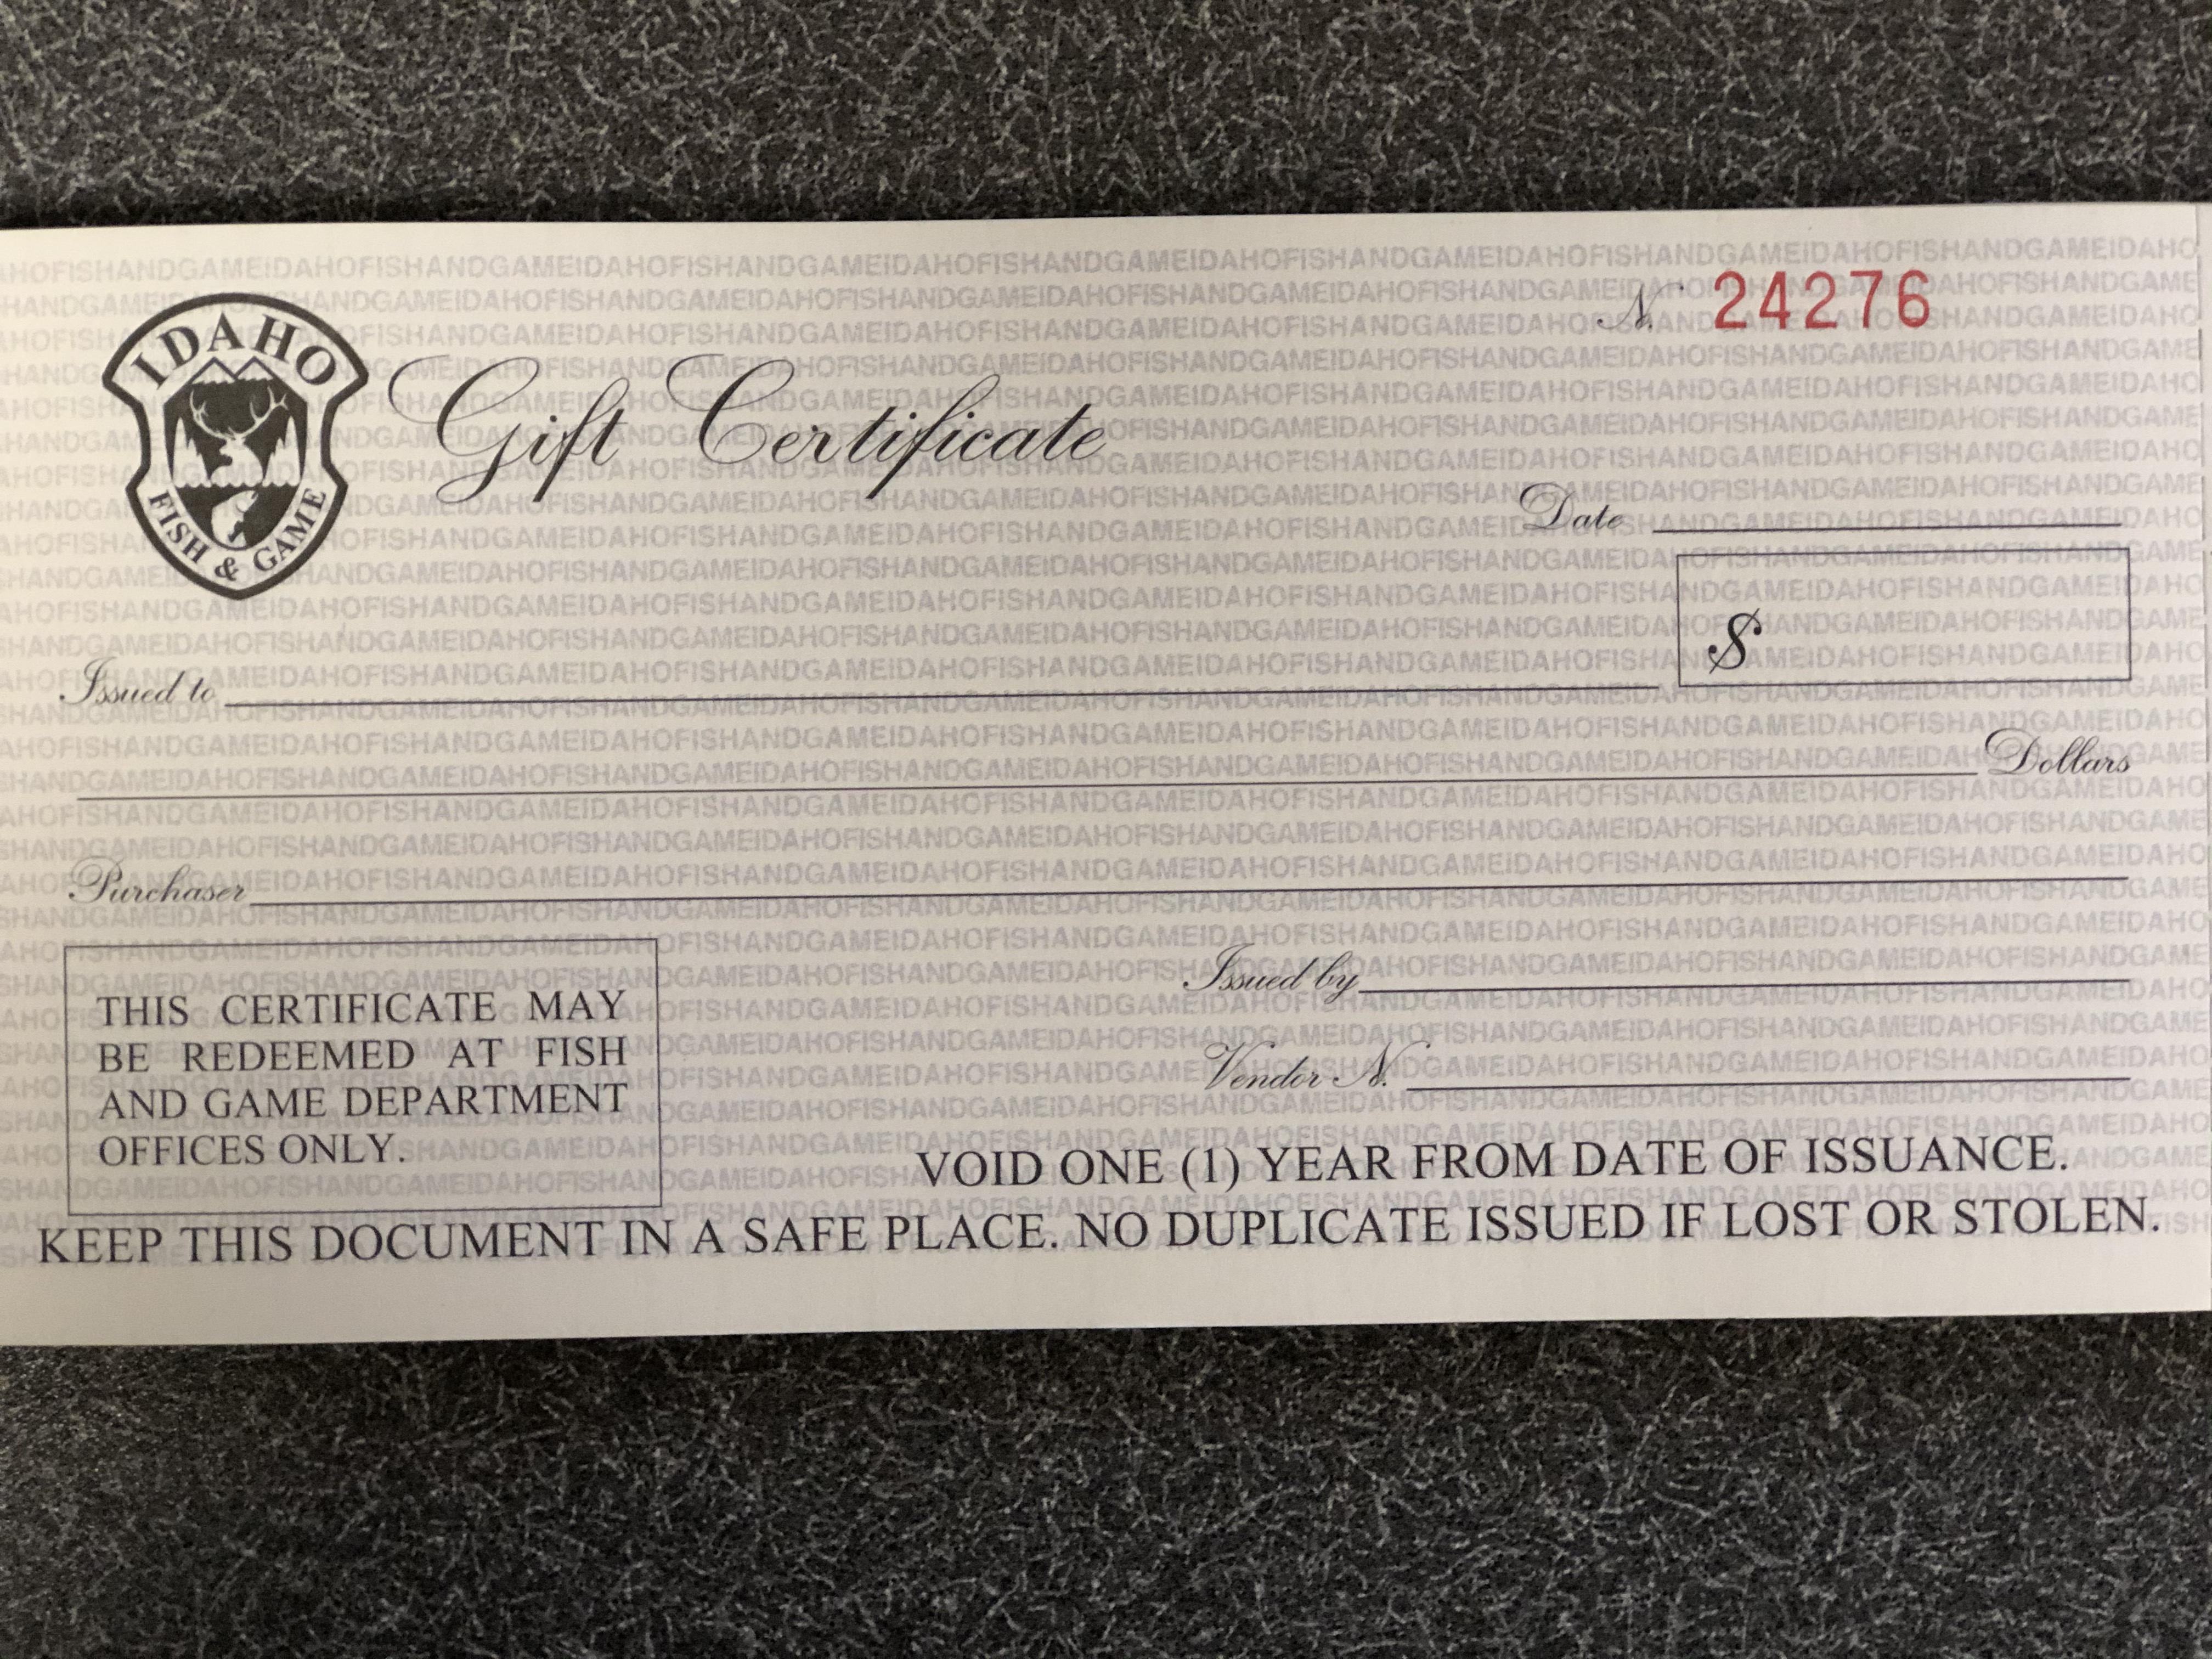 IDAHO
FISH & GAME
Gift Certificate
N. 24276
Date
$
Issued to
Dollars
Purchaser
THIS CERTIFICATE MAY
BE REDEEMED AT FISH
AND GAME DEPARTMENT
OFFICES ONLY.
Issued by
Vendor N.
VOID ONE (1) YEAR FROM DATE OF ISSUANCE.
KEEP THIS DOCUMENT IN A SAFE PLACE. NO DUPLICATE ISSUED IF LOST OR STOLEN.